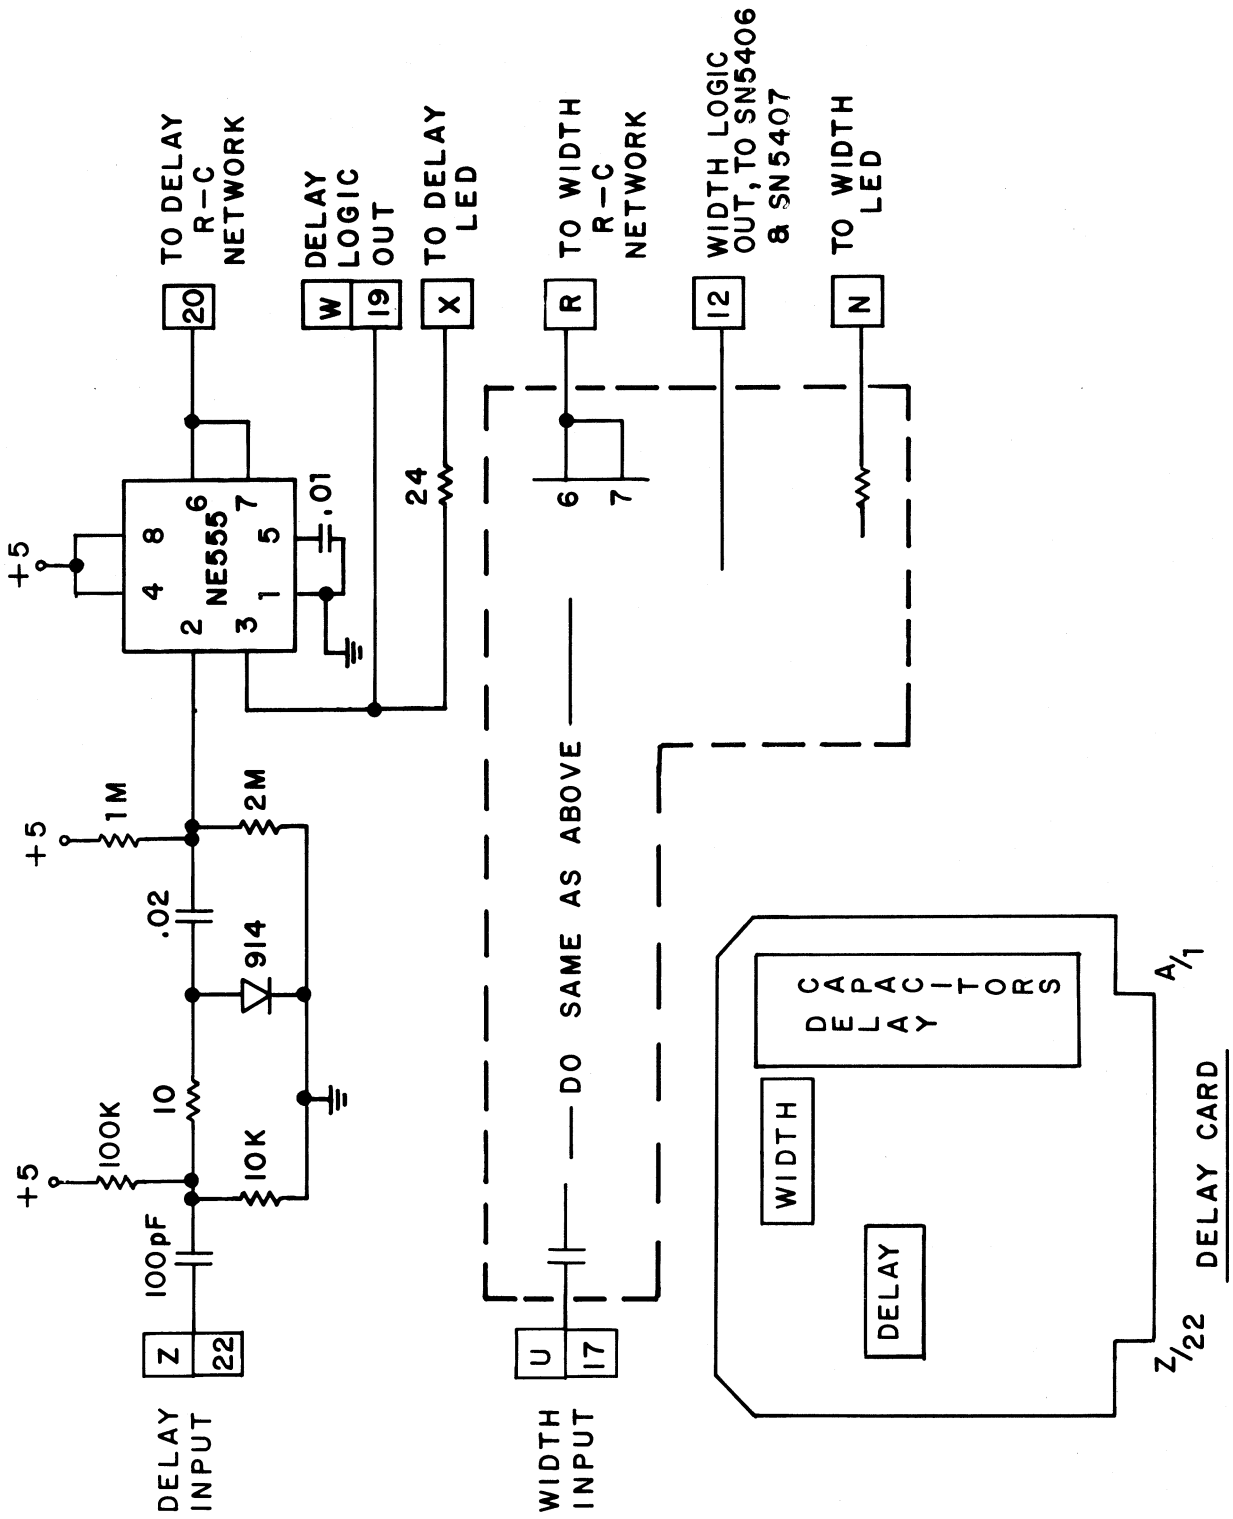 DELAY
INPUT
Z
22
100pF
+5
100K
10K
10
914
.02
+5
1M
2M
+5
4
8
2
6
NE555
3
7
1
5
.01
24
20
TO DELAY
R-C
NETWORK
W
19
DELAY
LOGIC
OUT
X
TO DELAY
LED
WIDTH
INPUT
U
17
DO SAME AS ABOVE
6
7
R
TO WIDTH
R-C
NETWORK
12
WIDTH LOGIC
OUT, TO SN5406
& SN5407
N
TO WIDTH
LED
DELAY
WIDTH
DELAY
CAPACITORS
Z/22
A/1
DELAY CARD